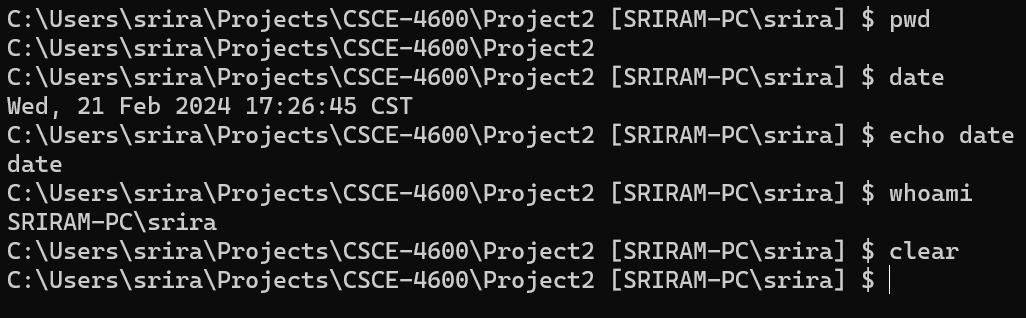 C:\Users\srira\Projects\CSCE-4600\Project2 [SRIRAM-PC\srira] $ pwd
C:\Users\srira\Projects\CSCE-4600\Project2
C:\Users\srira\Projects\CSCE-4600\Project2 [SRIRAM-PC\srira] $ date
Wed, 21 Feb 2024 17:26:45 CST
C:\Users\srira\Projects\CSCE-4600\Project2 [SRIRAM-PC\srira] $ echo date
date
C:\Users\srira\Projects\CSCE-4600\Project2 [SRIRAM-PC\srira] $ whoami
SRIRAM-PC\srira
C:\Users\srira\Projects\CSCE-4600\Project2 [SRIRAM-PC\srira] $ clear
C:\Users\srira\Projects\CSCE-4600\Project2 [SRIRAM-PC\srira] $